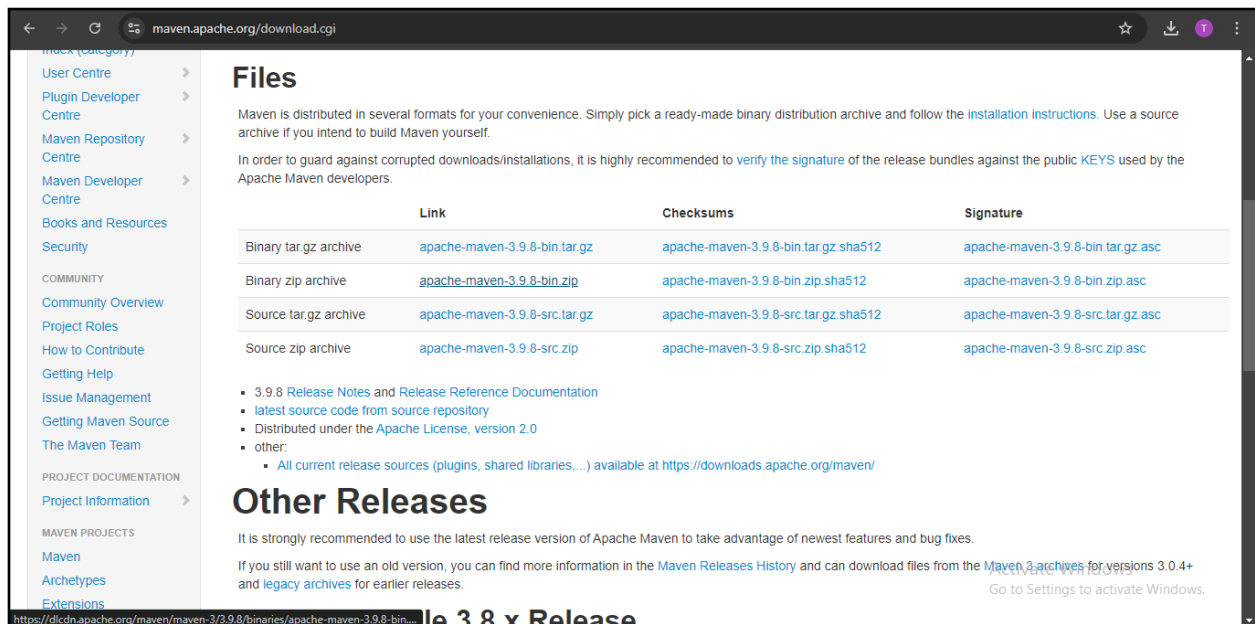 maven.apache.org/download.cgi
T
Index (category)
User Centre
Plugin Developer
Centre
Maven Repository
Centre
Maven Developer
Centre
Books and Resources
Security
COMMUNITY
Community Overview
Project Roles
How to Contribute
Getting Help
Issue Management
Getting Maven Source
The Maven Team
PROJECT DOCUMENTATION
Project Information
MAVEN PROJECTS
Maven
Archetypes
Extensions
https://dlcdn.apache.org/maven/maven-3/3.9.8/binaries/apache-maven-3.9.8-bin....
Files
Maven is distributed in several formats for your convenience. Simply pick a ready-made binary distribution archive and follow the installation instructions. Use a source
archive if you intend to build Maven yourself.
In order to guard against corrupted downloads/installations, it is highly recommended to verify the signature of the release bundles against the public KEYS used by the
Apache Maven developers.
Link Checksums Signature
Binary tar.gz archive apache-maven-3.9.8-bin.tar.gz apache-maven-3.9.8-bin.tar.gz.sha512 apache-maven-3.9.8-bin.tar.gz.asc
Binary zip archive apache-maven-3.9.8-bin.zip apache-maven-3.9.8-bin.zip.sha512 apache-maven-3.9.8-bin.zip.asc
Source tar.gz archive apache-maven-3.9.8-src.tar.gz apache-maven-3.9.8-src.tar.gz.sha512 apache-maven-3.9.8-src.tar.gz.asc
Source zip archive apache-maven-3.9.8-src.zip apache-maven-3.9.8-src.zip.sha512 apache-maven-3.9.8-src.zip.asc
3.9.8 Release Notes and Release Reference Documentation
latest source code from source repository
Distributed under the Apache License, version 2.0
other:
All current release sources (plugins, shared libraries,...) available at https://downloads.apache.org/maven/
Other Releases
It is strongly recommended to use the latest release version of Apache Maven to take advantage of newest features and bug fixes.
If you still want to use an old version, you can find more information in the Maven Releases History and can download files from the Maven 3 archives for versions 3.0.4+
and legacy archives for earlier releases.
le 3.8.x Release
Activate Windows
Go to Settings to activate Windows.